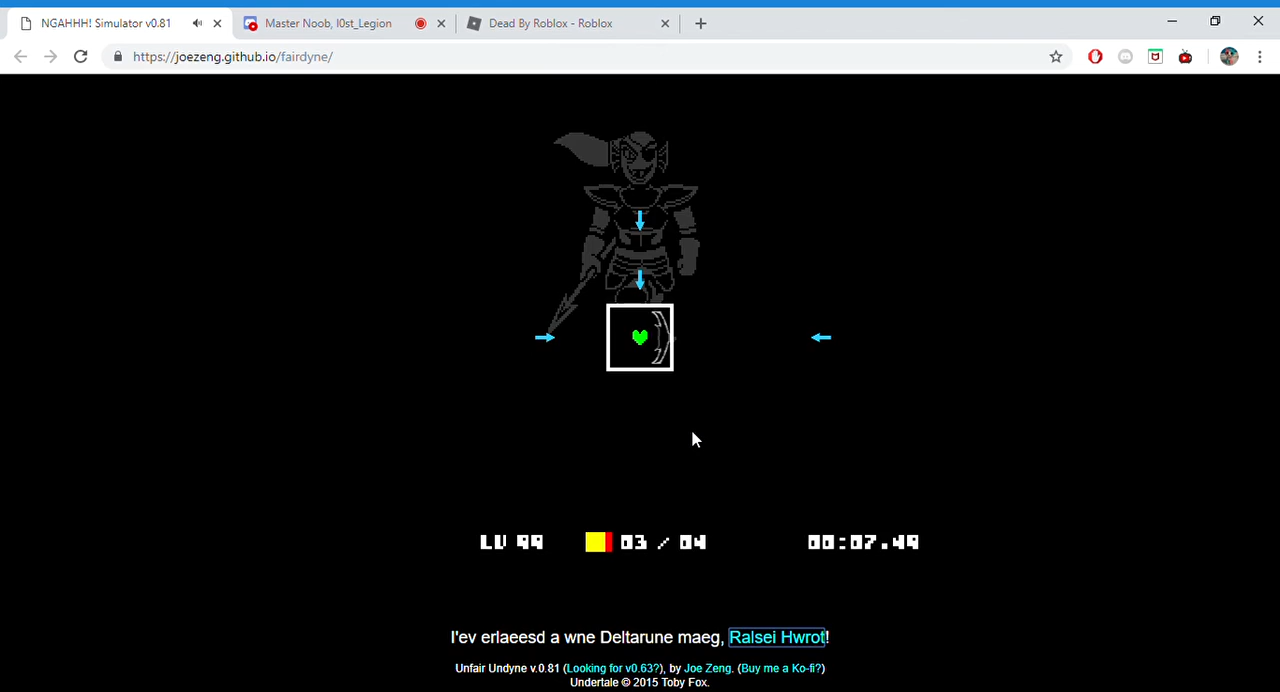 NGAHHH! Simulator v0.81
Master Noob, l0st_Legion
Dead By Roblox - Roblox
https://joezeng.github.io/fairdyne/
LV 99 03 / 04 00:07.49
I'ev erlaeesd a wne Deltarune maeg, Ralsei Hwrot!
Unfair Undyne v.0.81 (Looking for v0.63?), by Joe Zeng. (Buy me a Ko-fi?)
Undertale © 2015 Toby Fox.